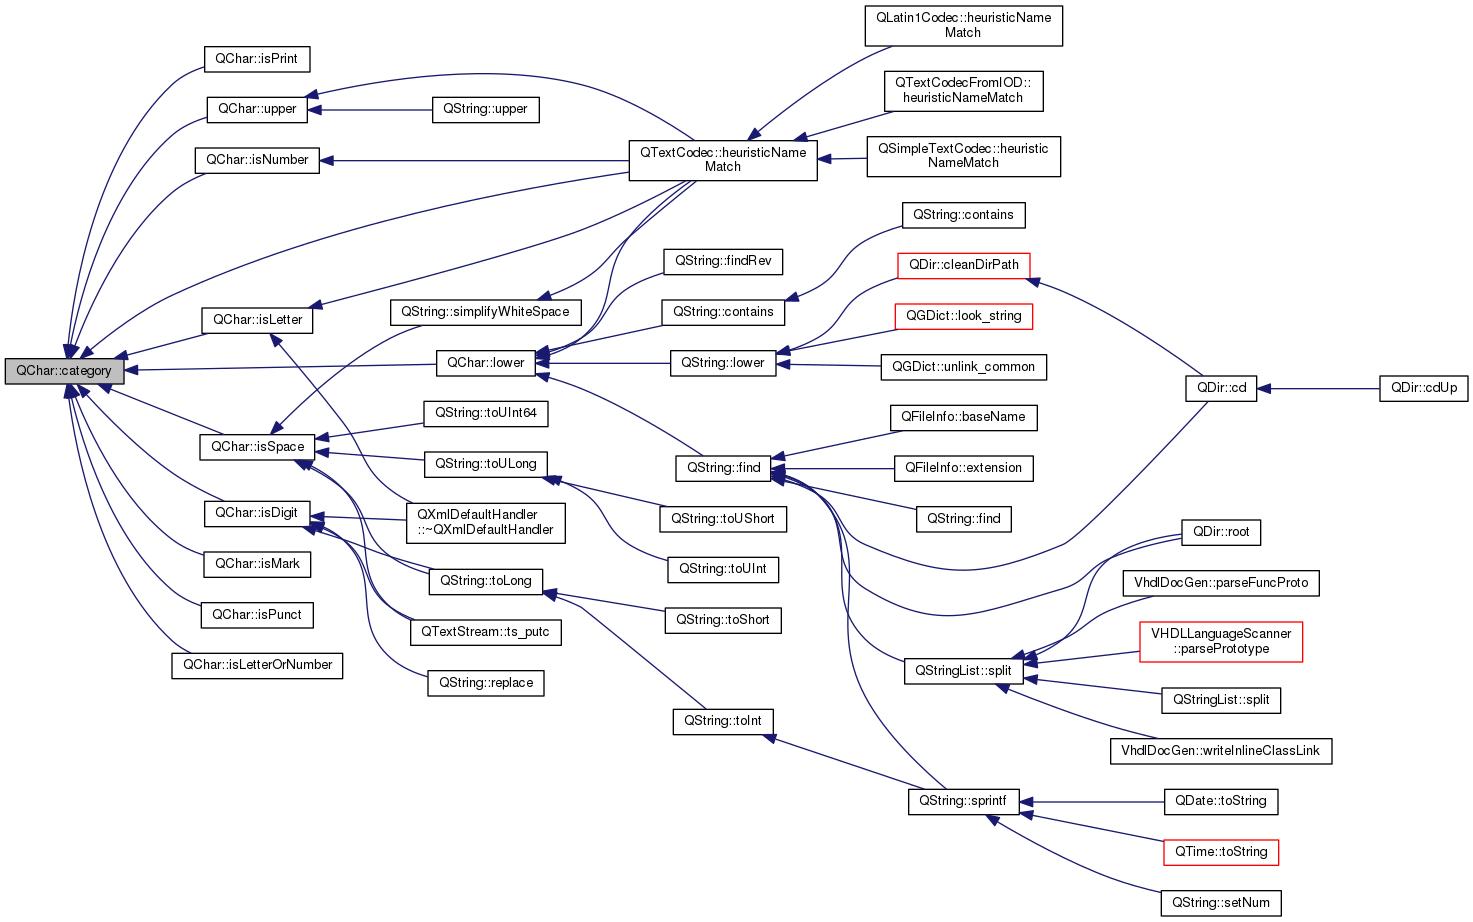 QChar::category
QChar::isPrint
QChar::upper
QChar::isNumber
QChar::isLetter
QChar::isSpace
QChar::isDigit
QChar::isMark
QChar::isPunct
QChar::isLetterOrNumber
QString::upper
QString::simplifyWhiteSpace
QChar::lower
QString::toUInt64
QString::toULong
QXmlDefaultHandler
::~QXmlDefaultHandler
QString::toLong
QTextStream::ts_putc
QString::replace
QTextCodec::heuristicName
Match
QString::findRev
QString::contains
QString::lower
QString::find
QString::toUShort
QString::toUInt
QString::toShort
QString::toInt
QLatin1Codec::heuristicName
Match
QTextCodecFromIOD::
heuristicNameMatch
QSimpleTextCodec::heuristic
NameMatch
QString::contains
QDir::cleanDirPath
QGDict::look_string
QGDict::unlink_common
QFileInfo::baseName
QFileInfo::extension
QString::find
QStringList::split
QString::sprintf
QDir::cd
QDir::root
VhdlDocGen::parseFuncProto
VHDLLanguageScanner
::parsePrototype
QStringList::split
VhdlDocGen::writeInlineClassLink
QDate::toString
QTime::toString
QString::setNum
QDir::cdUp